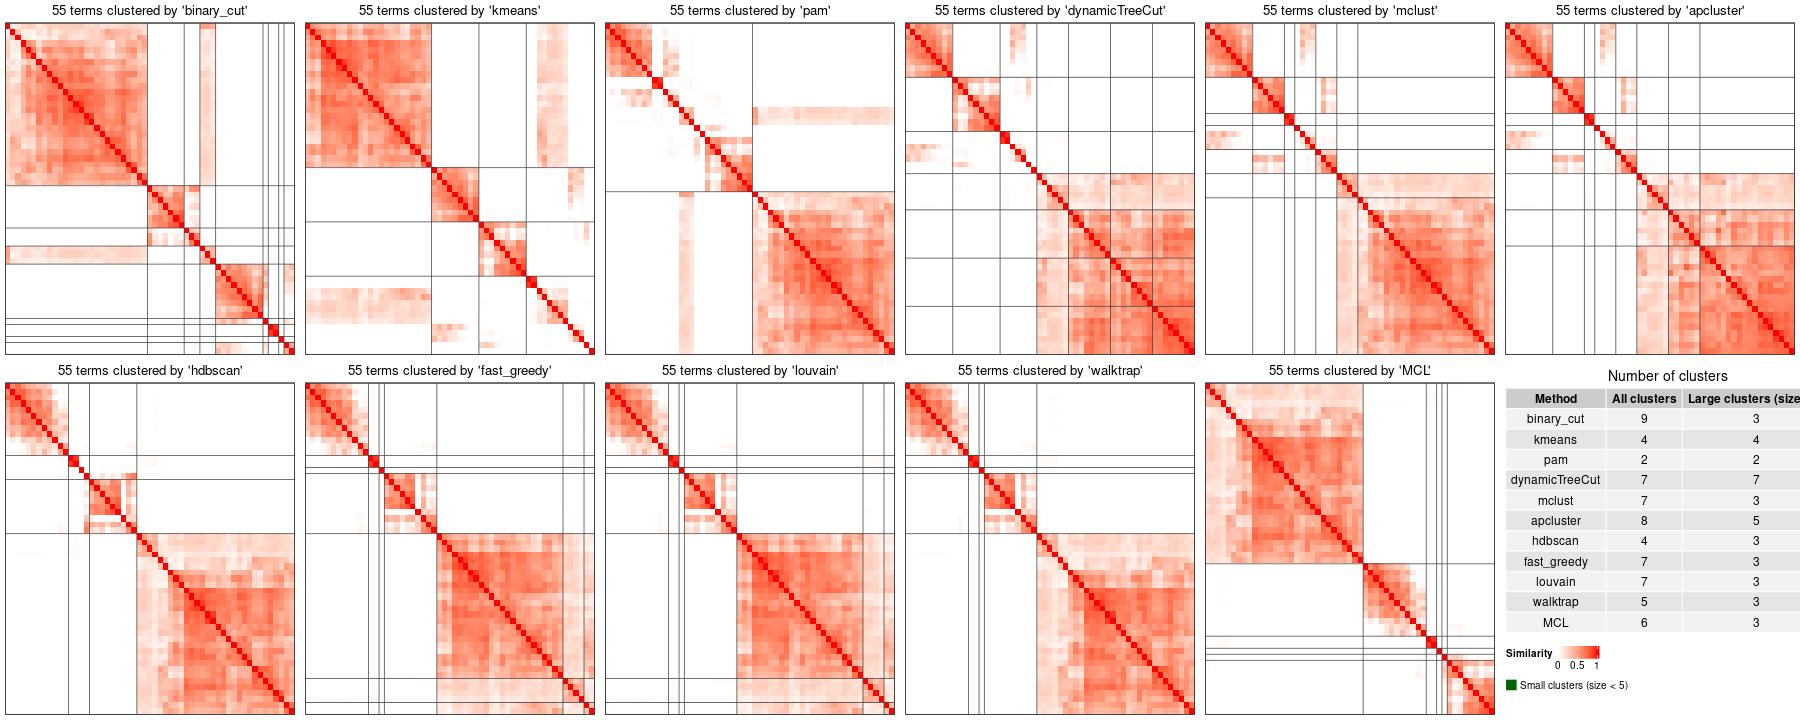 55 terms clustered by 'binary_cut'
55 terms clustered by 'kmeans'
55 terms clustered by 'pam'
55 terms clustered by 'dynamicTreeCut'
55 terms clustered by 'mclust'
55 terms clustered by 'apcluster'
55 terms clustered by 'hdbscan'
55 terms clustered by 'fast_greedy'
55 terms clustered by 'louvain'
55 terms clustered by 'walktrap'
55 terms clustered by 'MCL'
Number of clusters
Method All clusters Large clusters (size
binary_cut 9 3
kmeans 4 4
pam 2 2
dynamicTreeCut 7 7
mclust 7 3
apcluster 8 5
hdbscan 4 3
fast_greedy 7 3
louvain 7 3
walktrap 5 3
MCL 6 3
Similarity
0 0.5 1
Small clusters (size < 5)